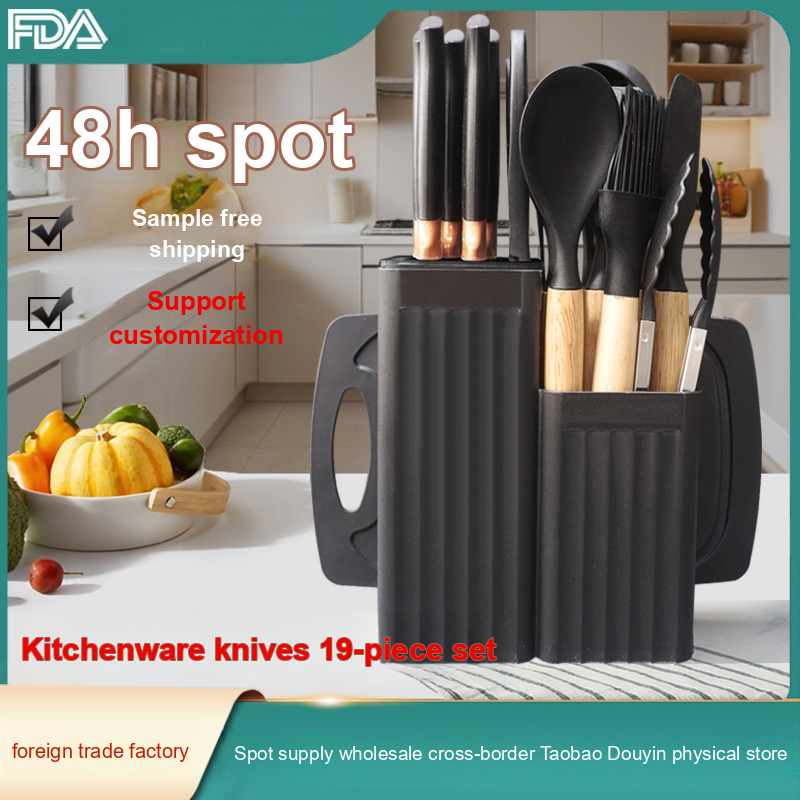 FDA
48h spot
Sample free
shipping
Support
customization
Kitchenware knives 19-piece set
foreign trade factory
Spot supply wholesale cross-border Taobao Douyin physical store